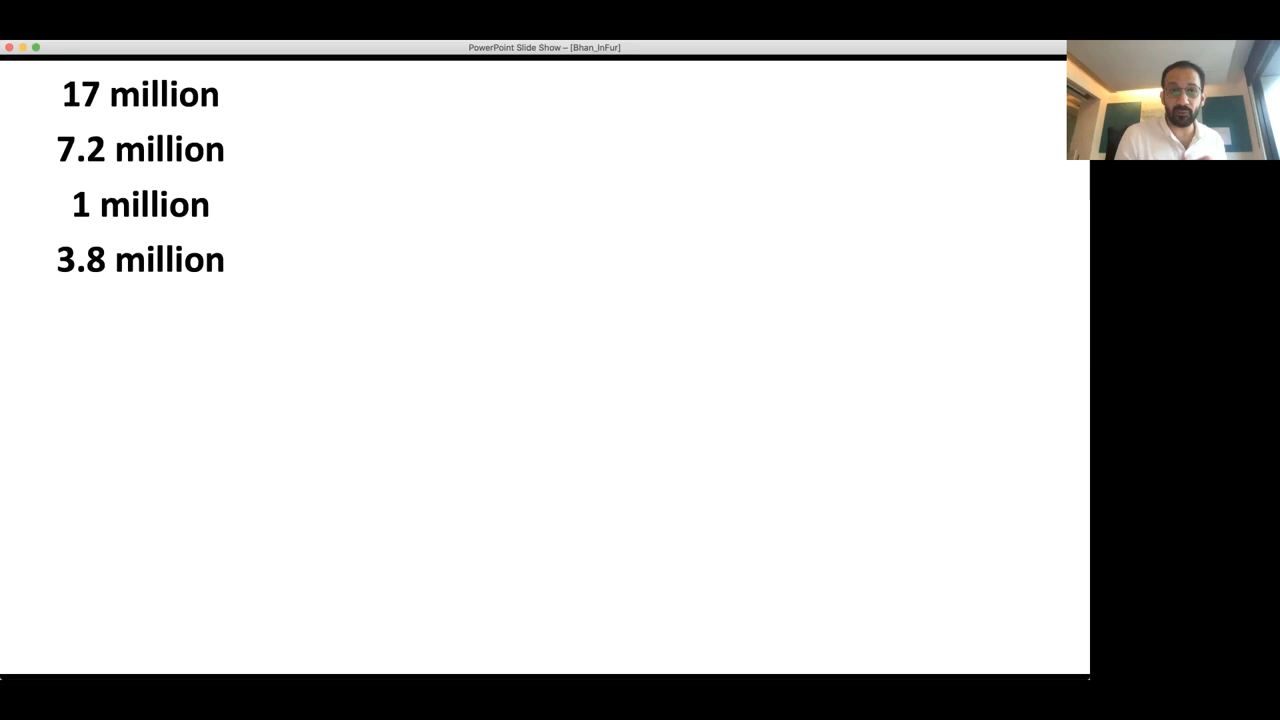 PowerPoint Slide Show – [Bhan_InFur]
17 million
7.2 million
1 million
3.8 million